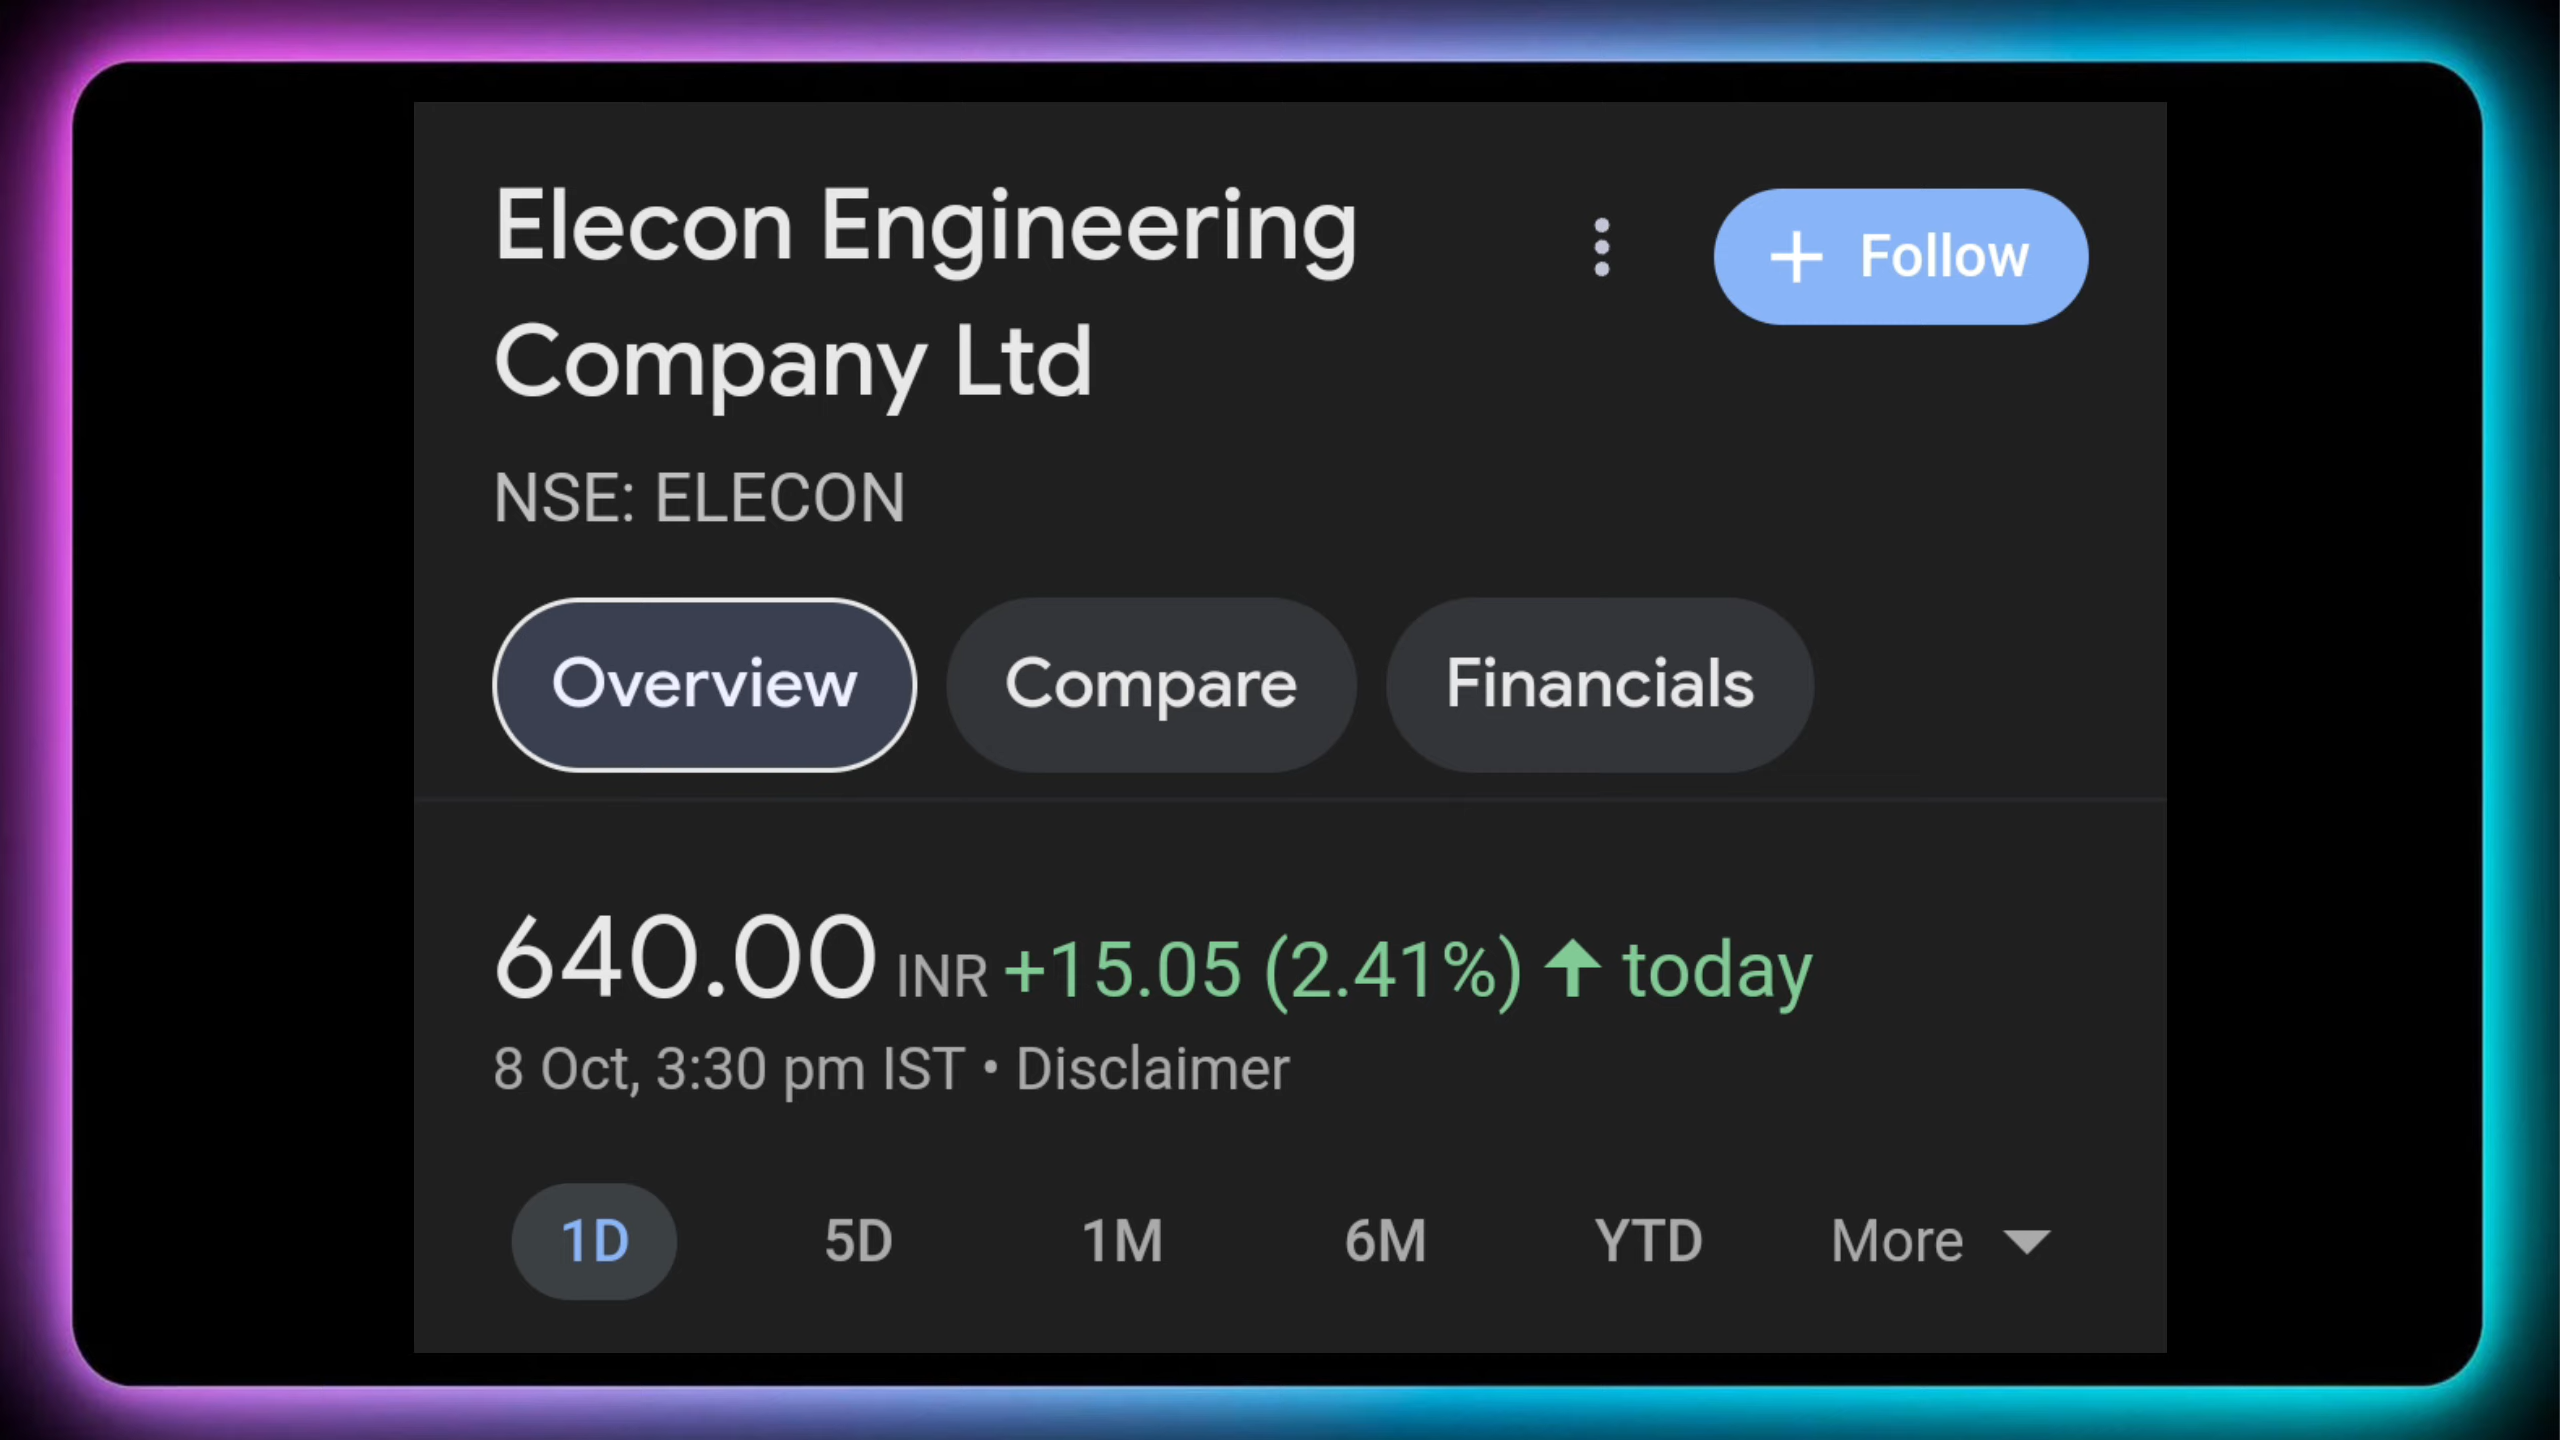 Elecon Engineering
Company Ltd
+ Follow
NSE: ELECON
Overview
Compare
Financials
640.00 INR +15.05 (2.41%) ↑ today
8 Oct, 3:30 pm IST • Disclaimer
1D 5D 1M 6M YTD More